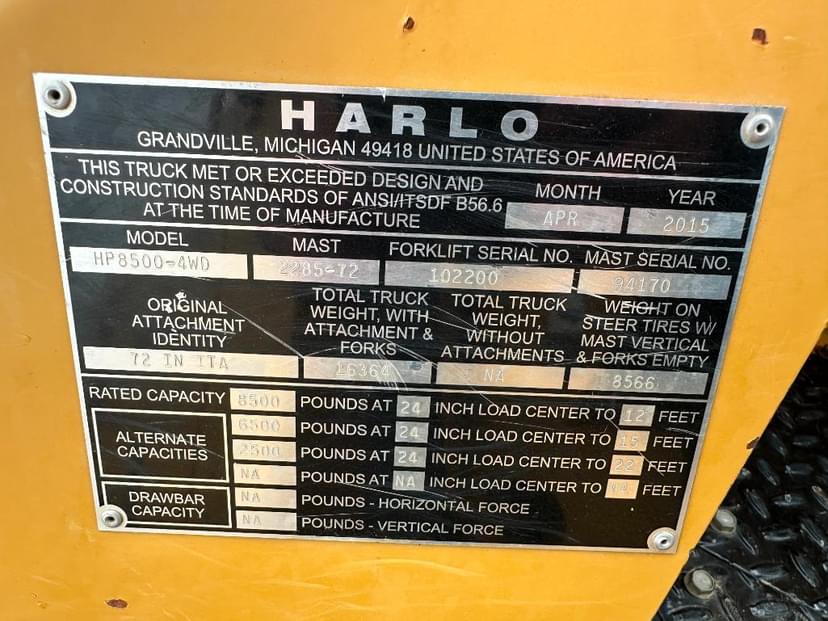 HARLO
GRANDVILLE, MICHIGAN 49418 UNITED STATES OF AMERICA
THIS TRUCK MET OR EXCEEDED DESIGN AND
CONSTRUCTION STANDARDS OF ANSI/ITSDF B56.6
AT THE TIME OF MANUFACTURE
MONTH YEAR
APR 2015
MODEL MAST FORKLIFT SERIAL NO. MAST SERIAL NO.
HP8500-4WD 2285-72 102200 94170
ORIGINAL
ATTACHMENT
IDENTITY
72 IN ITA
TOTAL TRUCK
WEIGHT, WITH
ATTACHMENT &
FORKS
16364
TOTAL TRUCK
WEIGHT,
WITHOUT
ATTACHMENTS
NA
WEIGHT ON
STEER TIRES W/
MAST VERTICAL
& FORKS EMPTY
8566
RATED CAPACITY 8500 POUNDS AT 24 INCH LOAD CENTER TO 12 FEET
ALTERNATE
CAPACITIES
6500 POUNDS AT 24 INCH LOAD CENTER TO 15 FEET
2500 POUNDS AT 24 INCH LOAD CENTER TO 22 FEET
NA POUNDS AT NA INCH LOAD CENTER TO NA FEET
DRAWBAR
CAPACITY
NA POUNDS - HORIZONTAL FORCE
NA POUNDS - VERTICAL FORCE